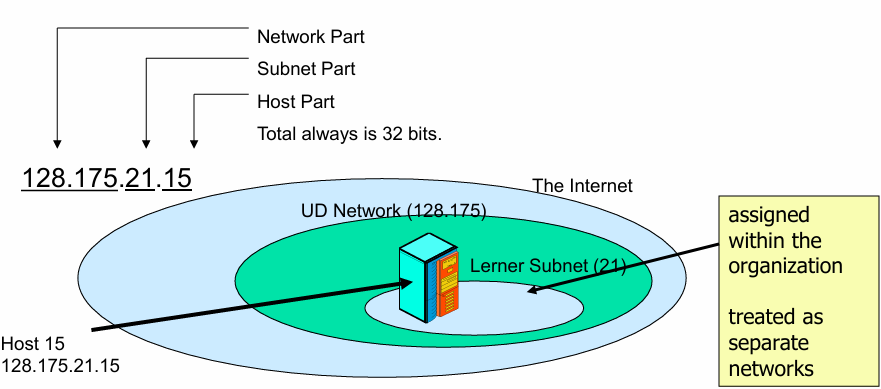 Network Part
Subnet Part
Host Part
Total always is 32 bits.
128.175.21.15
The Internet
UD Network (128.175)
Lerner Subnet (21)
assigned
within the
organization
treated as
separate
networks
Host 15
128.175.21.15